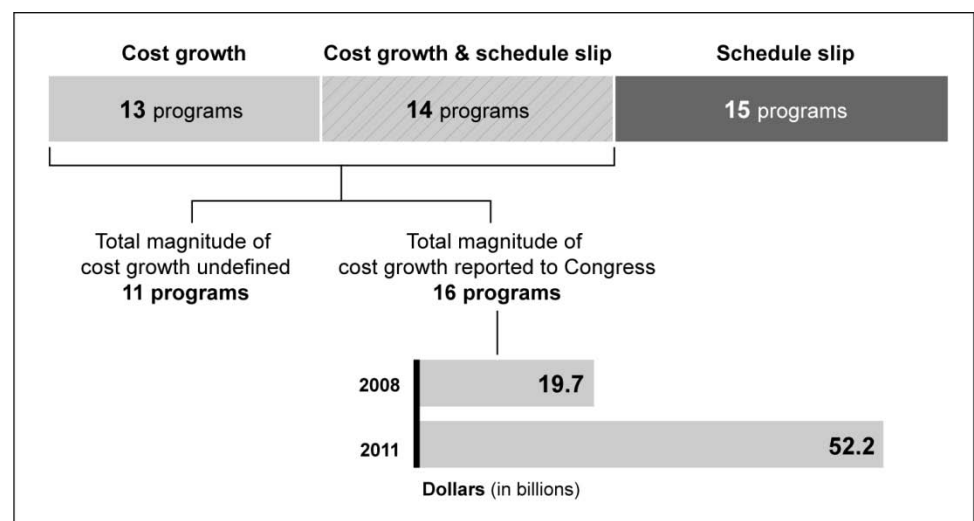 Cost growth
Cost growth & schedule slip
Schedule slip
13 programs
14 programs
15 programs
Total magnitude of
cost growth undefined
11 programs
Total magnitude of
cost growth reported to Congress
16 programs
2008
19.7
2011
52.2
Dollars (in billions)